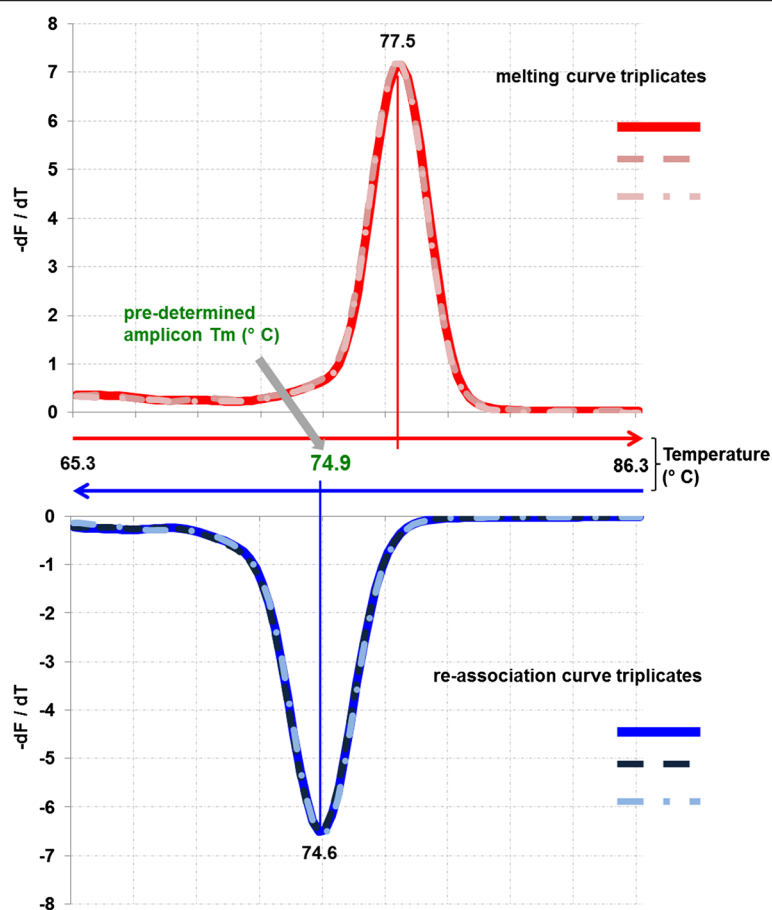 8
77.5
7
melting curve triplicates
6
5
-dF / dT
4
3
pre-determined
amplicon Tm (° C)
2
1
0
65.3
74.9
86.3
Temperature
(° C)
0
-1
-2
-3
re-association curve triplicates
-4
-dF / dT
-5
-6
-7
74.6
-8